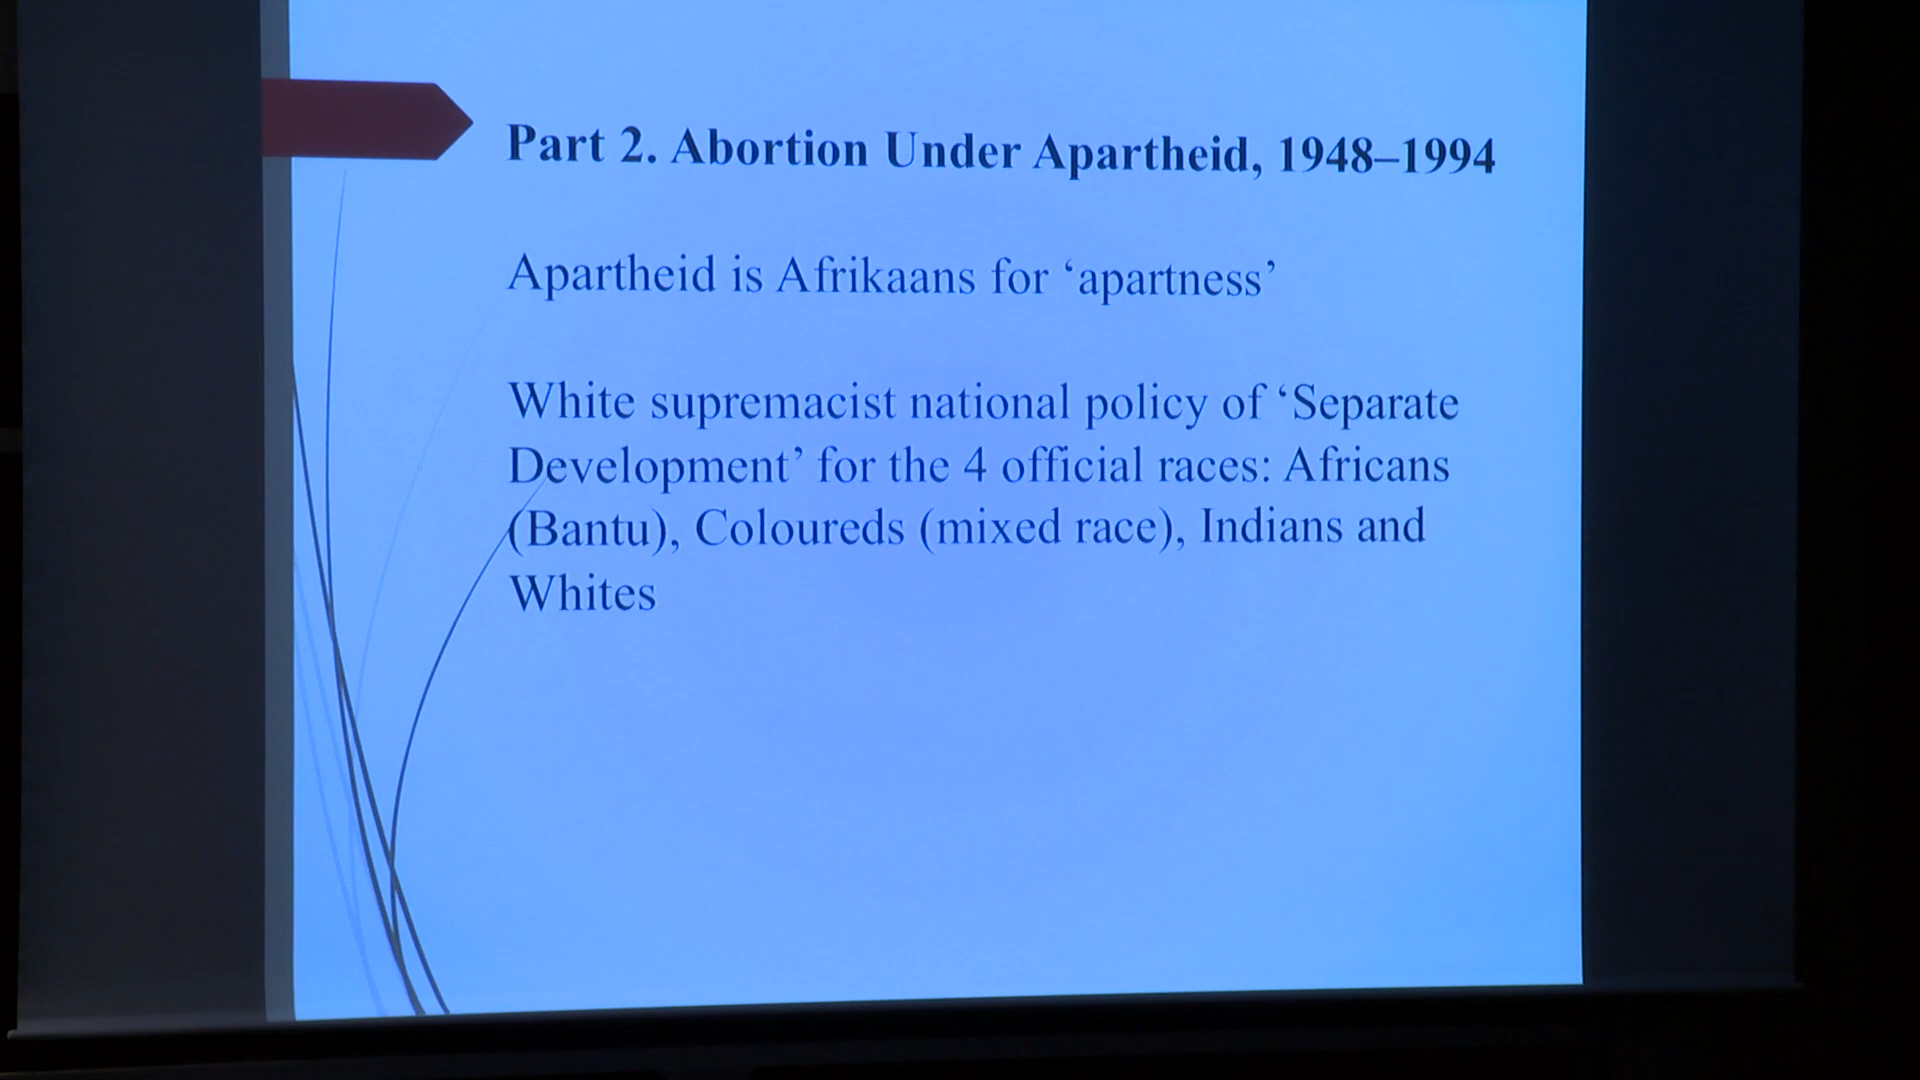 Part 2. Abortion Under Apartheid, 1948–1994
Apartheid is Afrikaans for ‘apartness’
White supremacist national policy of ‘Separate
Development’ for the 4 official races: Africans
(Bantu), Coloureds (mixed race), Indians and
Whites